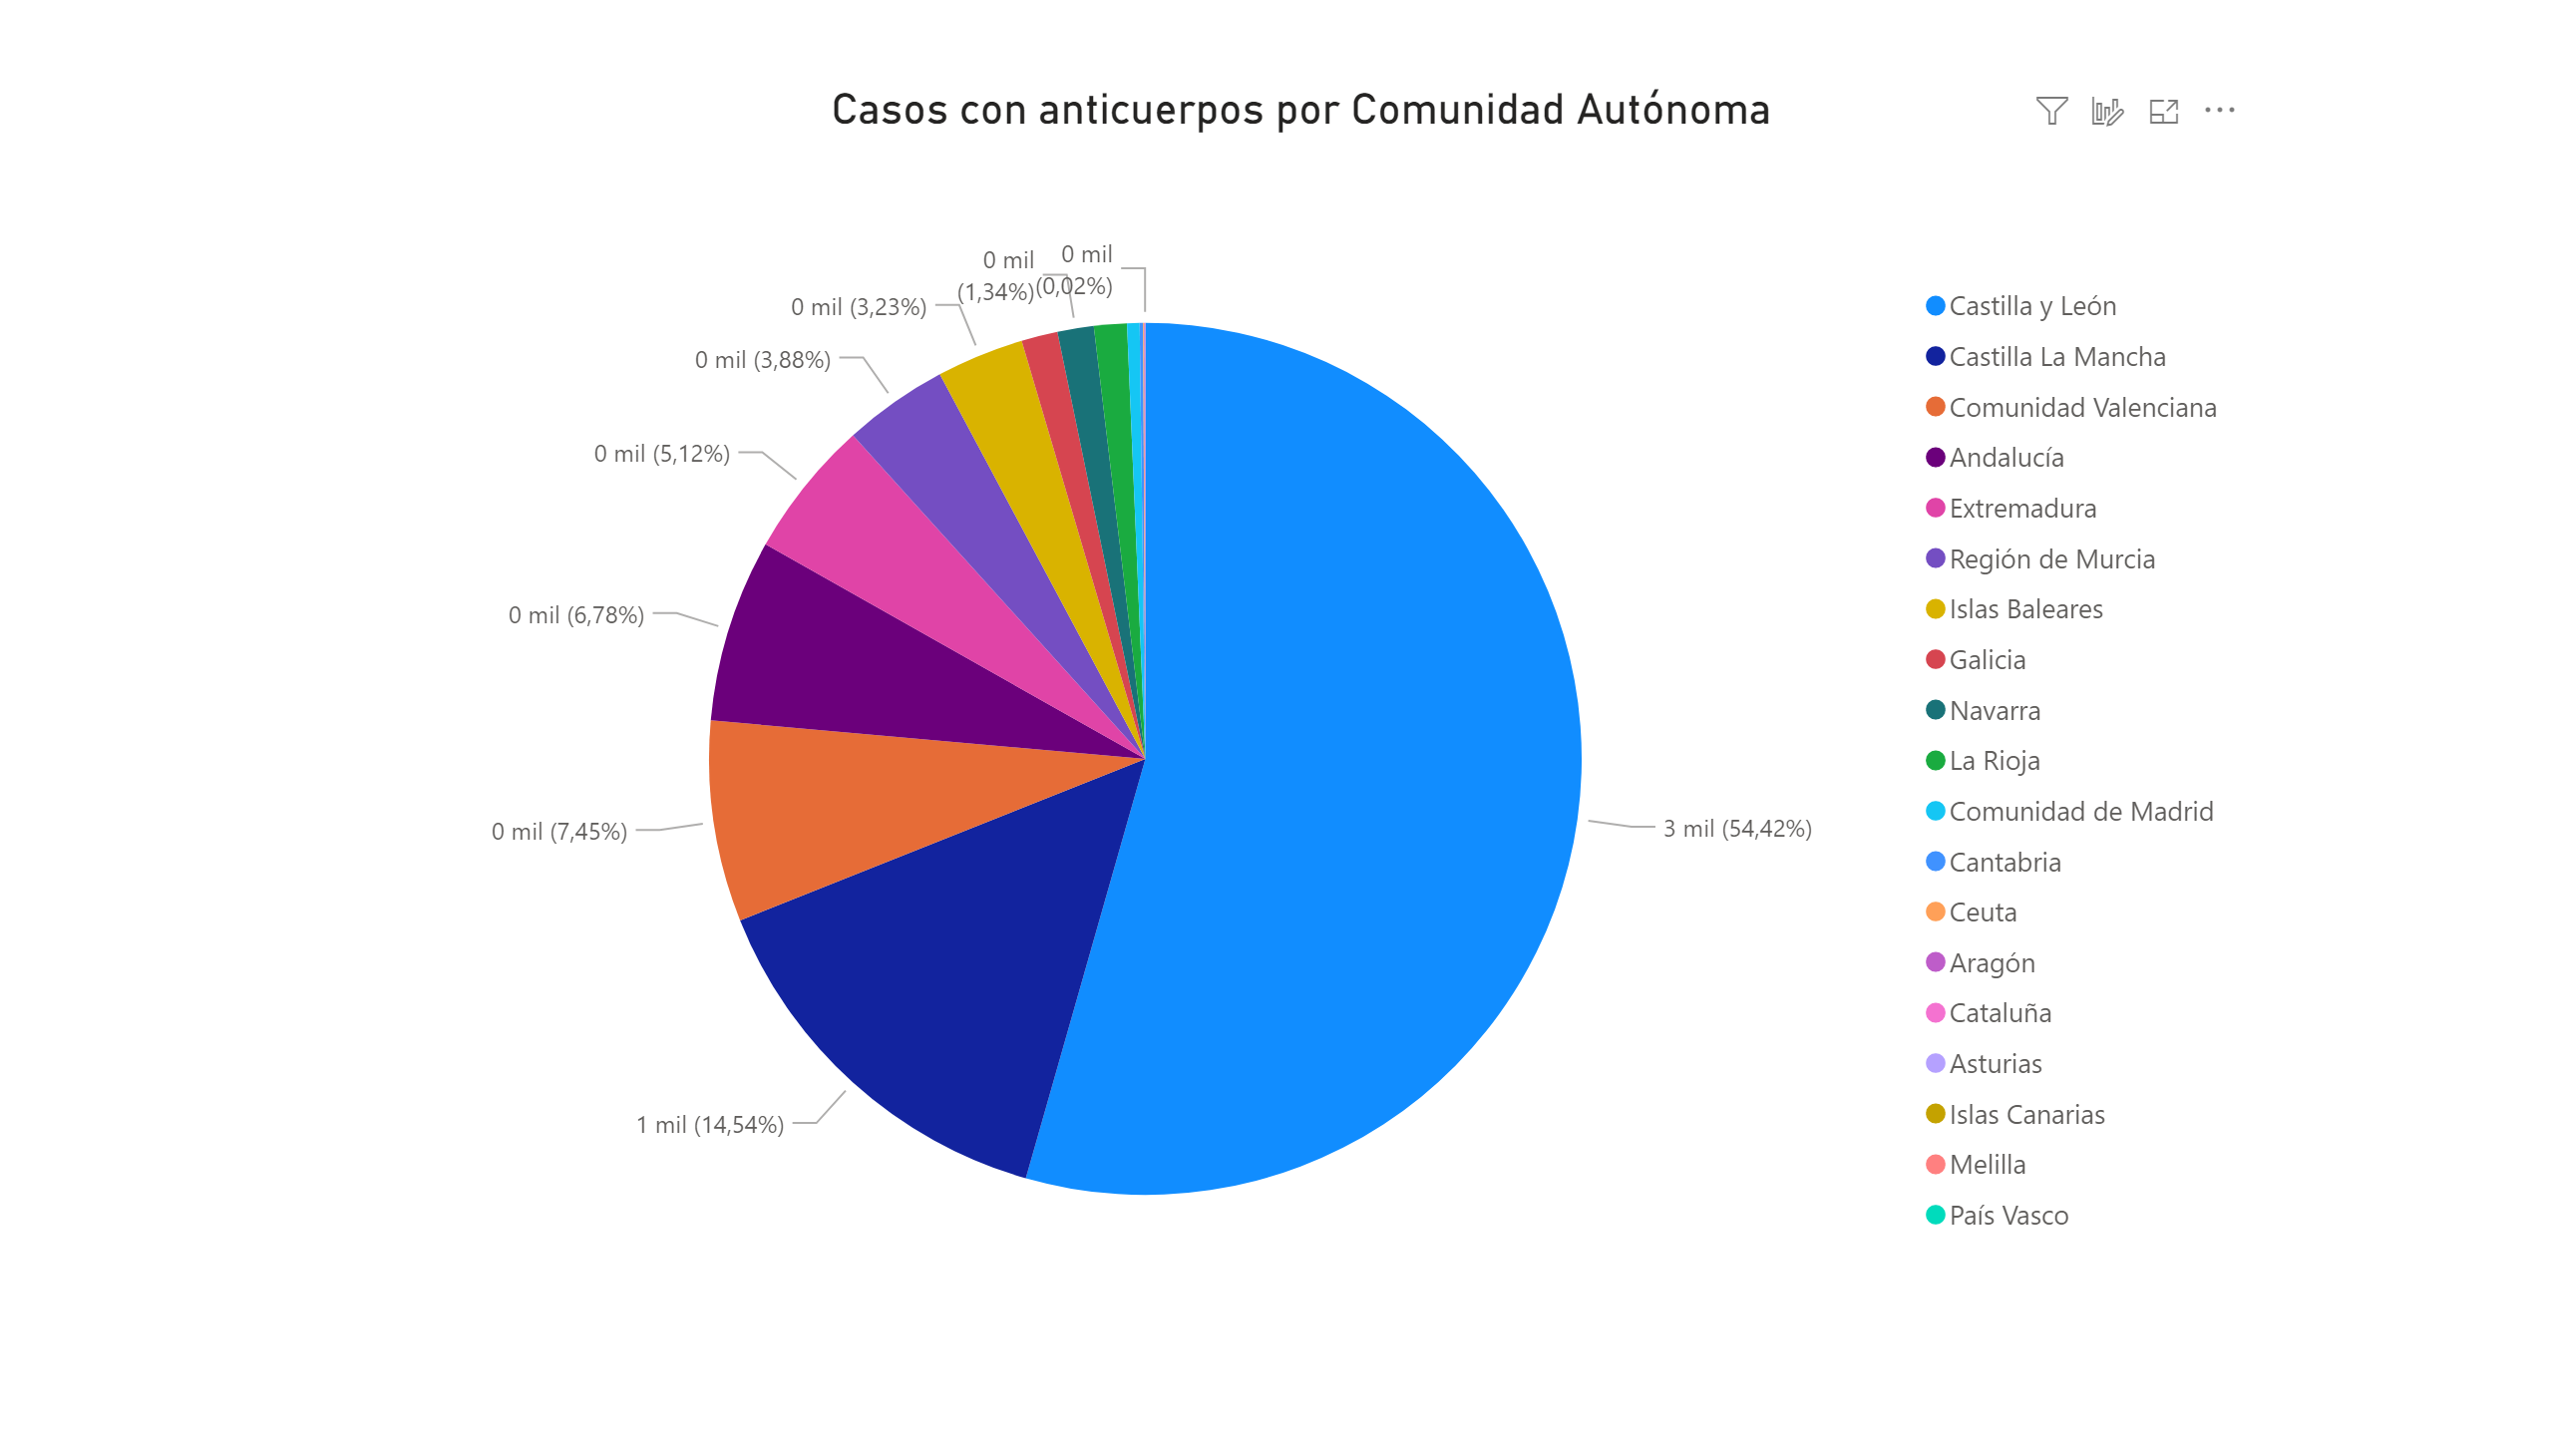 Casos con anticuerpos por Comunidad Autónoma
0 mil
(0,02%)
0 mil
(1,34%)
0 mil (3,23%)
0 mil (3,88%)
0 mil (5,12%)
0 mil (6,78%)
0 mil (7,45%)
1 mil (14,54%)
3 mil (54,42%)
Castilla y León
Castilla La Mancha
Comunidad Valenciana
Andalucía
Extremadura
Región de Murcia
Islas Baleares
Galicia
Navarra
La Rioja
Comunidad de Madrid
Cantabria
Ceuta
Aragón
Cataluña
Asturias
Islas Canarias
Melilla
País Vasco